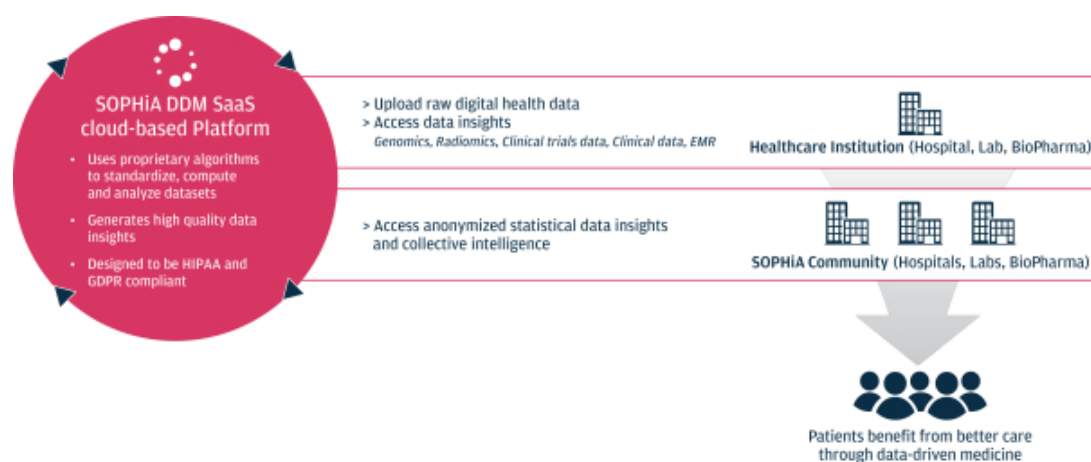 SOPHiA DDM SaaS
cloud-based Platform
• Uses proprietary algorithms
to standardize, compute
and analyze datasets
• Generates high quality data
insights
• Designed to be HIPAA and
GDPR compliant
> Upload raw digital health data
> Access data insights
Genomics, Radiomics, Clinical trials data, Clinical data, EMR
Healthcare Institution (Hospital, Lab, BioPharma)
> Access anonymized statistical data insights
and collective intelligence
SOPHiA Community (Hospitals, Labs, BioPharma)
Patients benefit from better care
through data-driven medicine